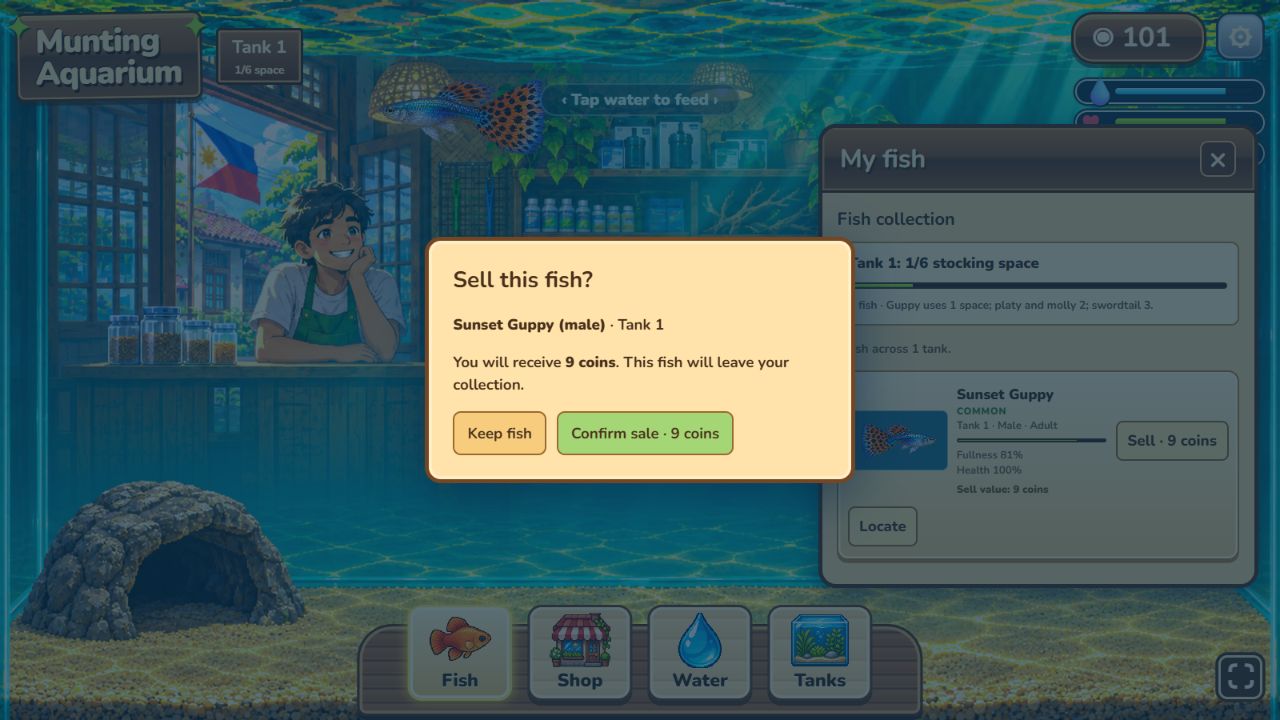 Munting
Aquarium
Tank 1
1/6 space
101
‹ Tap water to feed ›
My fish
Fish collection
Tank 1: 1/6 stocking space
fish · Guppy uses 1 space; platy and molly 2; swordtail 3.
across 1 tank.
Sunset Guppy
COMMON
Tank 1 · Male · Adult
Fullness 81%
Health 100%
Sell value: 9 coins
Sell · 9 coins
Locate
Sell this fish?
Sunset Guppy (male) · Tank 1
You will receive 9 coins. This fish will leave your
collection.
Keep fish
Confirm sale · 9 coins
Fish
Shop
Water
Tanks